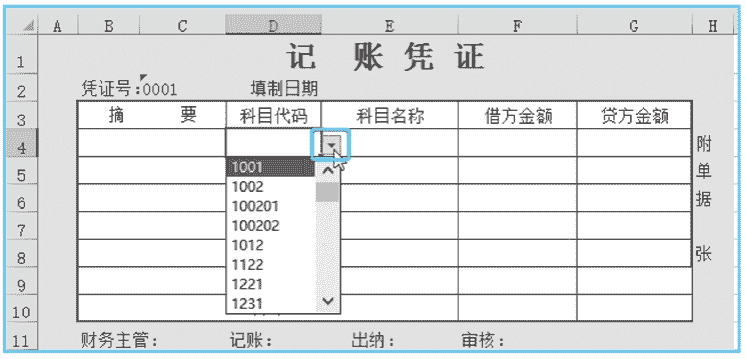 A B C D E F G H
1 记 账 凭 证
2 凭证号:0001 填制日期
3 摘 要 科目代码 科目名称 借方金额 贷方金额
4 附
1001
5 单
1002
6 据
100201
7 100202
8 1012 张
1122
9 1221
10 1231
11 财务主管: 记账: 出纳: 审核: